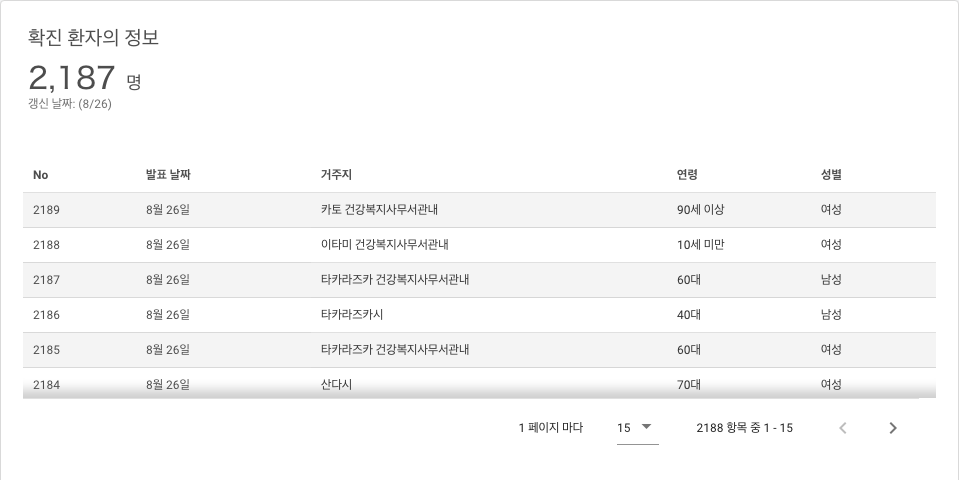 확진 환자의 정보
2,187 명
갱신 날짜: (8/26)
No 발표 날짜 거주지 연령 성별
2189 8월 26일 카토 건강복지사무서관내 90세 이상 여성
2188 8월 26일 이타미 건강복지사무서관내 10세 미만 여성
2187 8월 26일 타카라즈카 건강복지사무서관내 60대 남성
2186 8월 26일 타카라즈카시 40대 남성
2185 8월 26일 타카라즈카 건강복지사무서관내 60대 여성
2184 8월 26일 산다시 70대 여성
1 페이지 마다 15 2188 항목 중 1 - 15